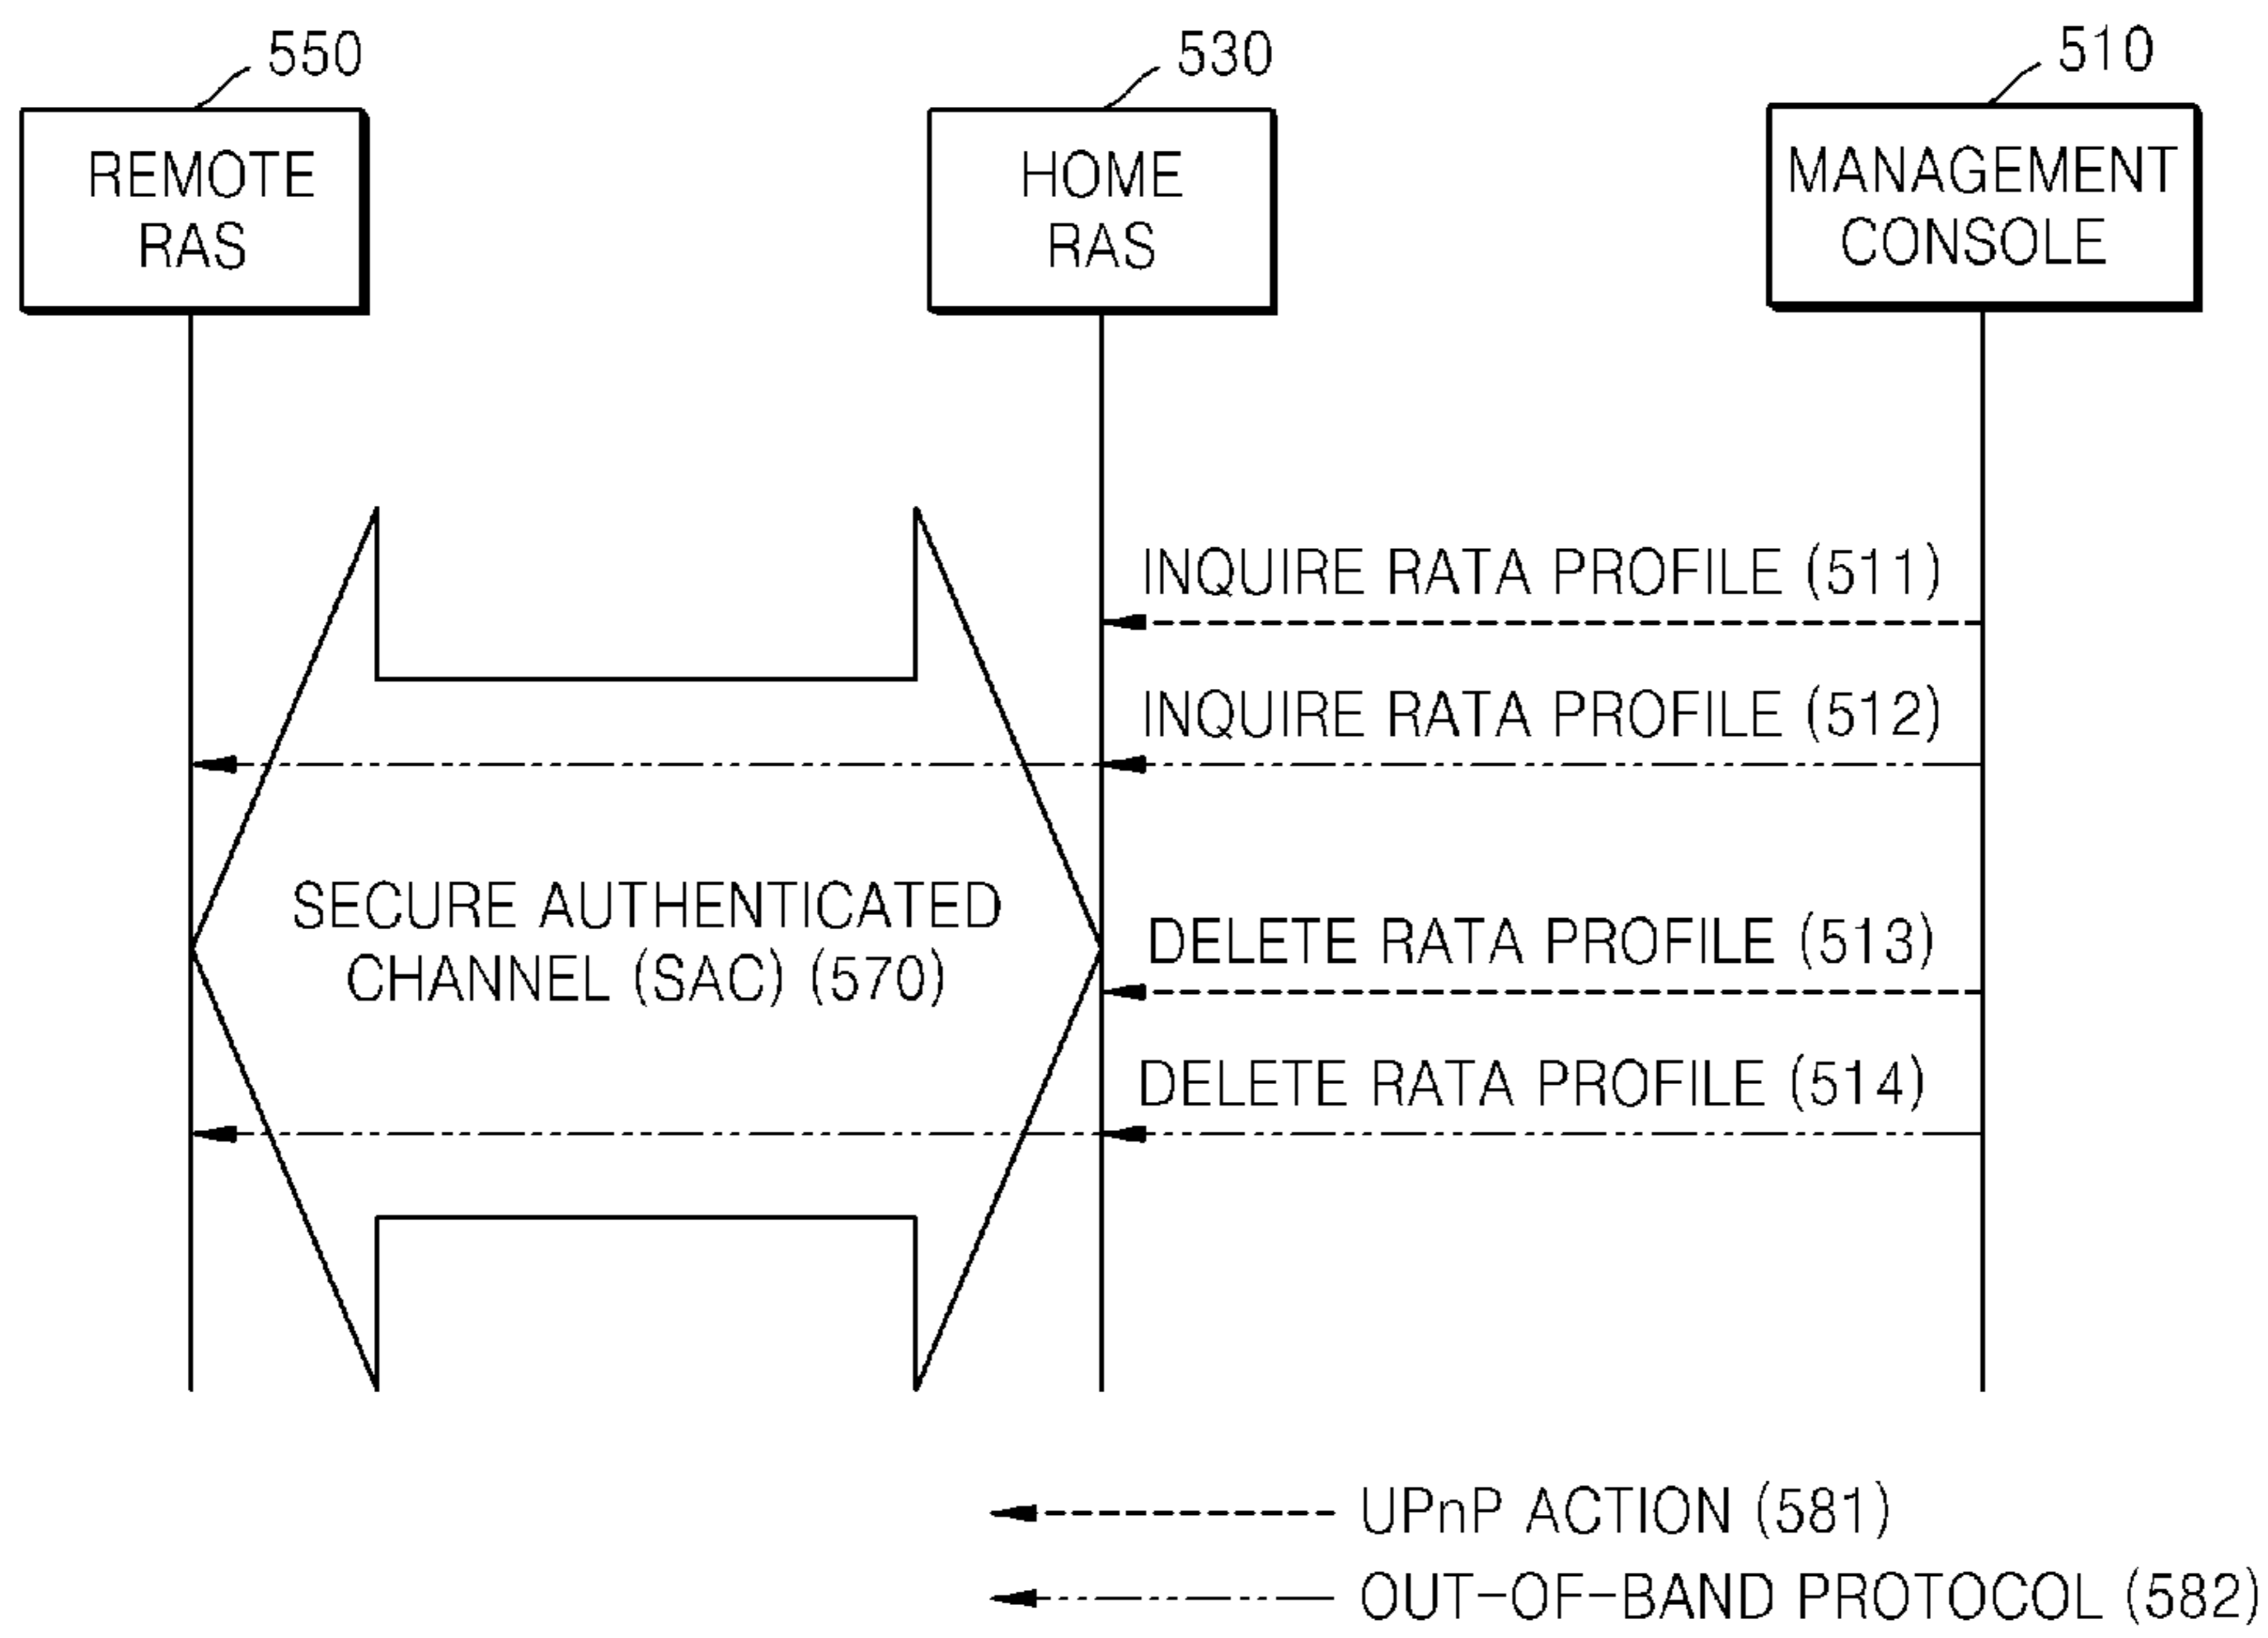 550
530
510
REMOTE
RAS
HOME
RAS
MANAGEMENT
CONSOLE
INQUIRE RATA PROFILE (511)
INQUIRE RATA PROFILE (512)
SECURE AUTHENTICATED
CHANNEL (SAC) (570)
DELETE RATA PROFILE (513)
DELETE RATA PROFILE (514)
UPnP ACTION (581)
OUT-OF-BAND PROTOCOL (582)